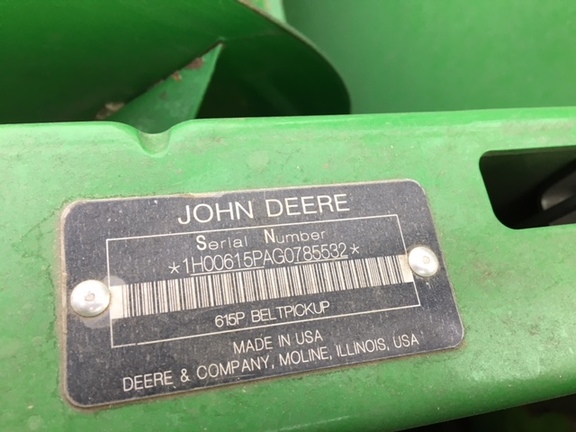 JOHN DEERE
Serial Number
*1H00615PAG0785532*
615P BELTPICKUP
MADE IN USA
DEERE & COMPANY, MOLINE, ILLINOIS, USA